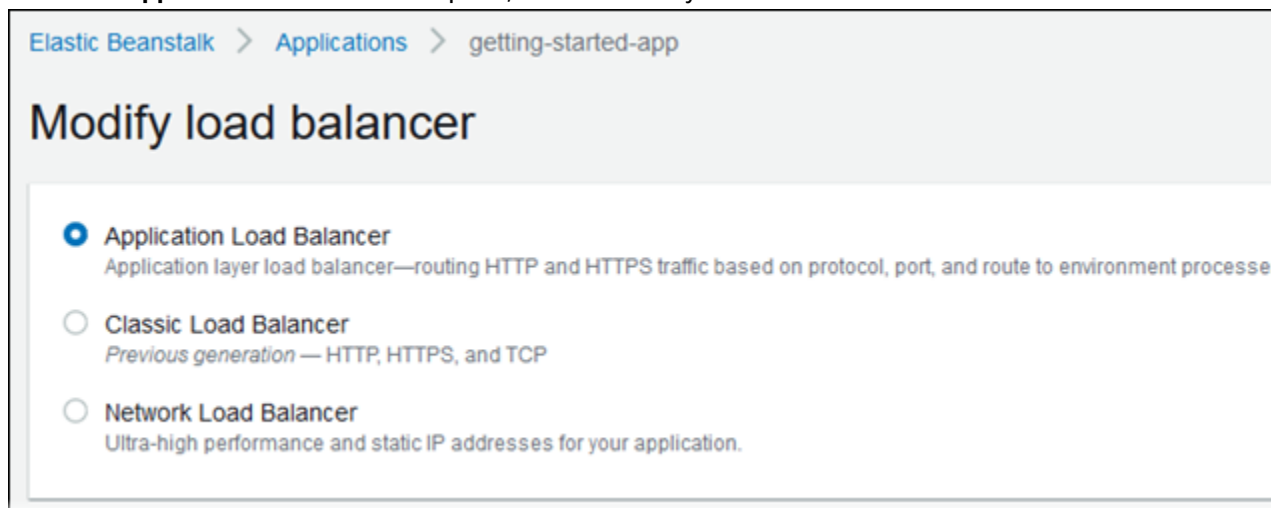 Elastic Beanstalk > Applications > getting-started-app
Modify load balancer
Application Load Balancer
Application layer load balancer—routing HTTP and HTTPS traffic based on protocol, port, and route to environment processe
Classic Load Balancer
Previous generation — HTTP, HTTPS, and TCP
Network Load Balancer
Ultra-high performance and static IP addresses for your application.